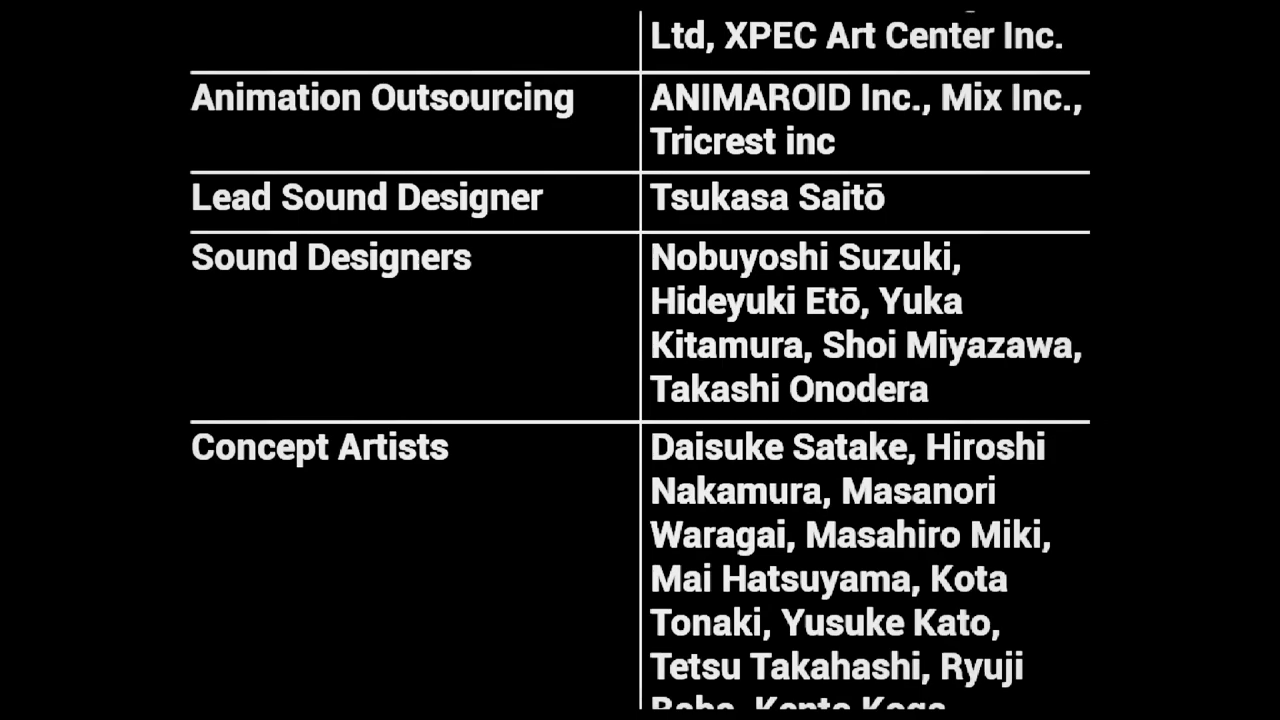 Ltd, XPEC Art Center Inc.
Animation Outsourcing
ANIMAROID Inc., Mix Inc.,
Tricrest inc
Lead Sound Designer
Tsukasa Saitō
Sound Designers
Nobuyoshi Suzuki,
Hideyuki Etō, Yuka
Kitamura, Shoi Miyazawa,
Takashi Onodera
Concept Artists
Daisuke Satake, Hiroshi
Nakamura, Masanori
Waragai, Masahiro Miki,
Mai Hatsuyama, Kota
Tonaki, Yusuke Kato,
Tetsu Takahashi, Ryuji